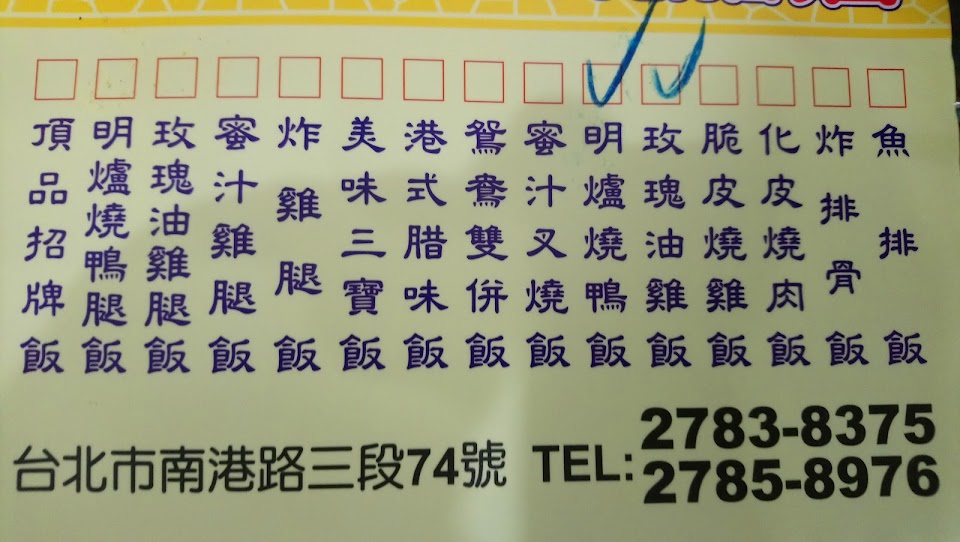 頂品招牌飯
明爐燒鴨腿飯
玫瑰油雞腿飯
蜜汁雞腿飯
炸雞腿飯
美味三寶飯
港式腊味飯
鴛鴦雙併飯
蜜汁叉燒飯
明爐燒鴨飯
玫瑰油雞飯
脆皮燒雞飯
化皮燒肉飯
炸排骨飯
魚排飯
台北市南港路三段74號 TEL: 2783-8375
2785-8976